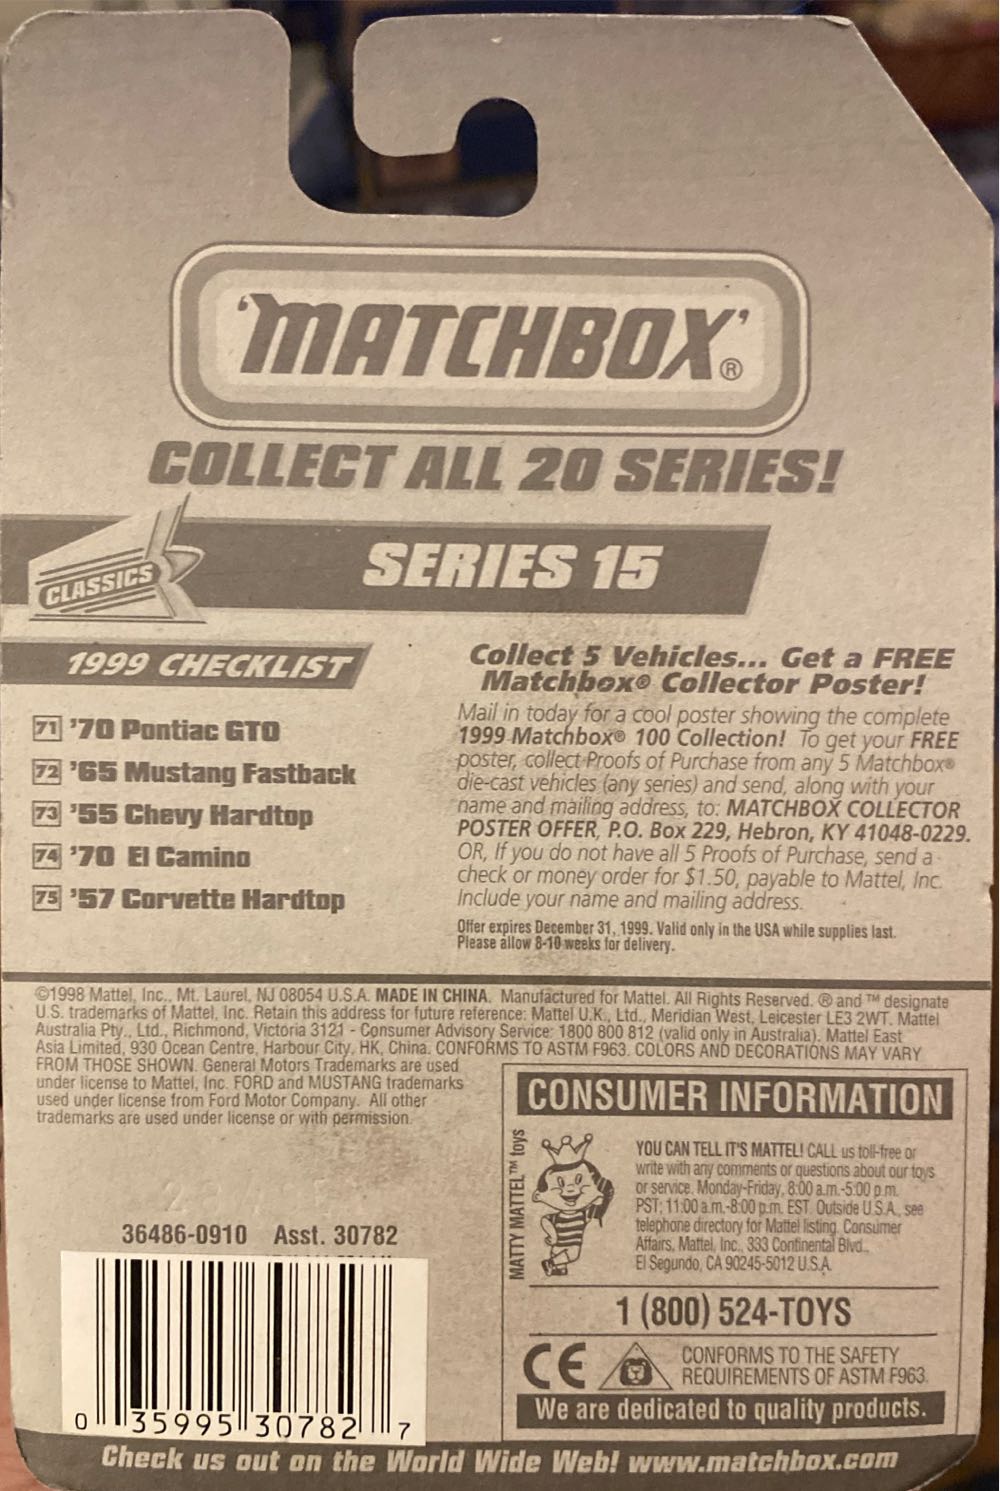 'MATCHBOX'®
COLLECT ALL 20 SERIES!
CLASSICS
SERIES 15
1999 CHECKLIST
71 '70 Pontiac GTO
72 '65 Mustang Fastback
73 '55 Chevy Hardtop
74 '70 El Camino
75 '57 Corvette Hardtop
Collect 5 Vehicles... Get a FREE
Matchbox® Collector Poster!
Mail in today for a cool poster showing the complete
1999 Matchbox® 100 Collection! To get your FREE
poster, collect Proofs of Purchase from any 5 Matchbox®
die-cast vehicles (any series) and send, along with your
name and mailing address, to: MATCHBOX COLLECTOR
POSTER OFFER, P.O. Box 229, Hebron, KY 41048-0229.
OR, If you do not have all 5 Proofs of Purchase, send a
check or money order for $1.50, payable to Mattel, Inc.
Include your name and mailing address.
Offer expires December 31, 1999. Valid only in the USA while supplies last.
Please allow 8-10 weeks for delivery.
©1998 Mattel, Inc., Mt. Laurel, NJ 08054 U.S.A. MADE IN CHINA. Manufactured for Mattel. All Rights Reserved. ® and ™ designate
U.S. trademarks of Mattel, Inc. Retain this address for future reference: Mattel U.K., Ltd., Meridian West, Leicester LE3 2WT. Mattel
Australia Pty., Ltd., Richmond, Victoria 3121 - Consumer Advisory Service: 1800 800 812 (valid only in Australia). Mattel East
Asia Limited, 930 Ocean Centre, Harbour City, HK, China. CONFORMS TO ASTM F963. COLORS AND DECORATIONS MAY VARY
FROM THOSE SHOWN. General Motors Trademarks are used
under license to Mattel, Inc. FORD and MUSTANG trademarks
used under license from Ford Motor Company. All other
trademarks are used under license or with permission.
36486-0910 Asst. 30782
0 35995 30782 7
CONSUMER INFORMATION
MATTY MATTEL™ toys
YOU CAN TELL IT'S MATTEL! CALL us toll-free or
write with any comments or questions about our toys
or service. Monday-Friday, 8:00 a.m.-5:00 p.m.
PST; 11:00 a.m.-8:00 p.m. EST. Outside U.S.A., see
telephone directory for Mattel listing. Consumer
Affairs, Mattel, Inc., 333 Continental Blvd.,
El Segundo, CA 90245-5012 U.S.A.
1 (800) 524-TOYS
CE
CONFORMS TO THE SAFETY
REQUIREMENTS OF ASTM F963.
We are dedicated to quality products.
Check us out on the World Wide Web! www.matchbox.com